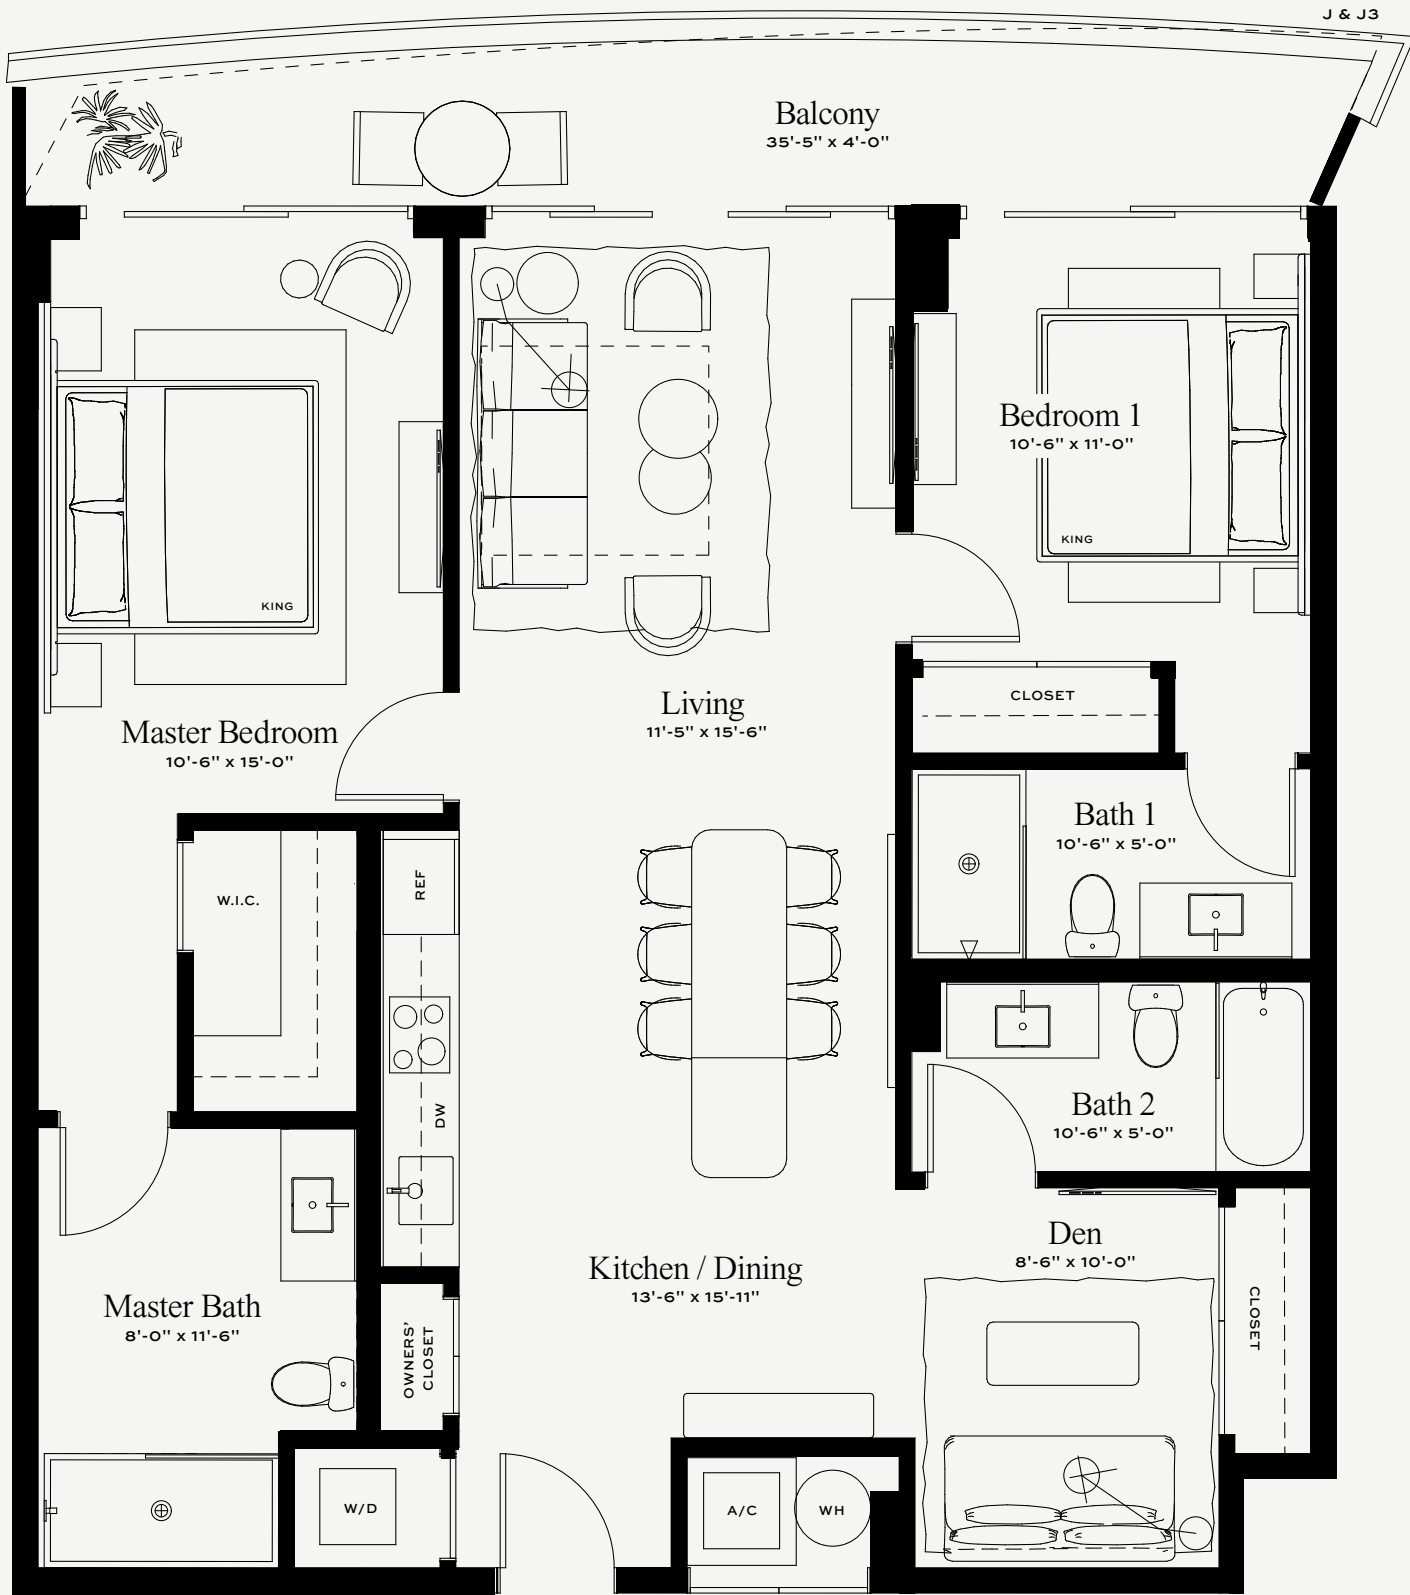 J & J3
Balcony
35'-5" x 4'-0"
Bedroom 1
10'-6" x 11'-0"
KING
KING
CLOSET
Living
11'-5" x 15'-6"
Master Bedroom
10'-6" x 15'-0"
Bath 1
10'-6" x 5'-0"
REF
W.I.C.
DW
Bath 2
10'-6" x 5'-0"
Den
8'-6" x 10'-0"
Kitchen / Dining
13'-6" x 15'-11"
Master Bath
8'-0" x 11'-6"
OWNERS'
CLOSET
CLOSET
W/D
A/C
WH